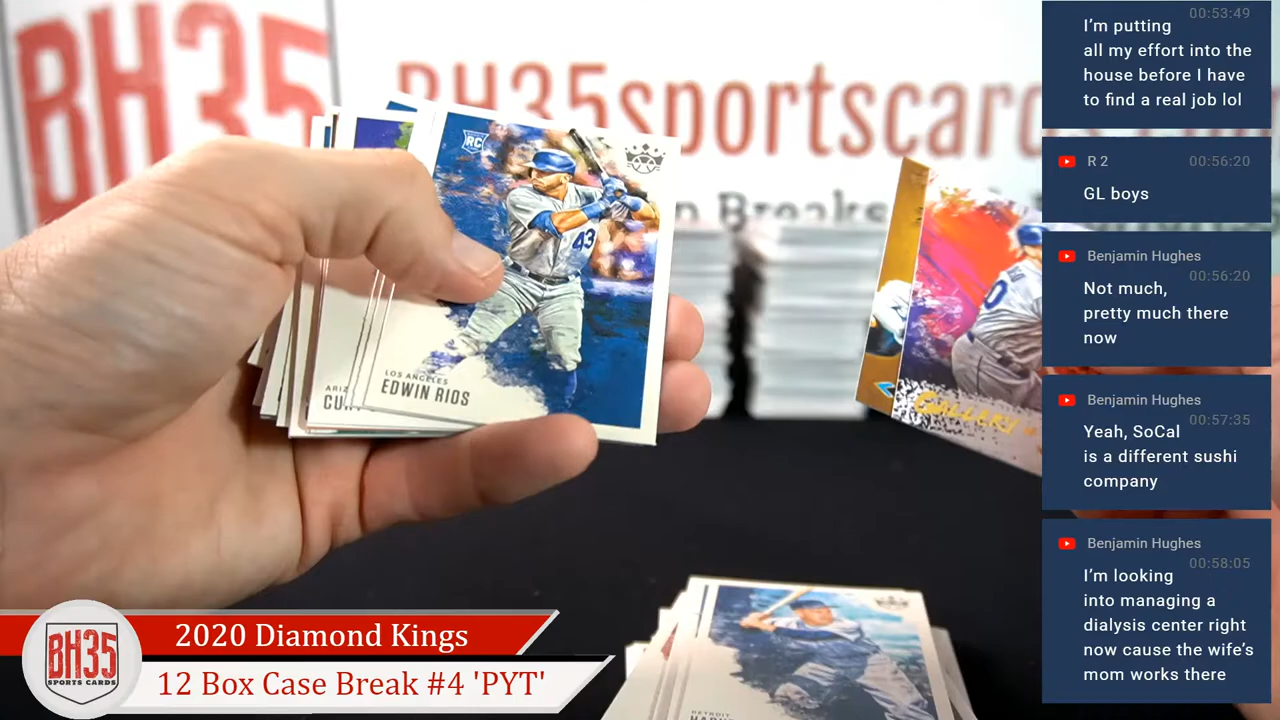 BH35
BH35sportscard
Breaks
RC
43
LOS ANGELES
EDWIN RIOS
GALLERY
DETROIT
BH35
SPORTS CARDS
2020 Diamond Kings
12 Box Case Break #4 'PYT'
00:53:49
I'm putting
all my effort into the
house before I have
to find a real job lol
R 2 00:56:20
GL boys
Benjamin Hughes
00:56:20
Not much,
pretty much there
now
Benjamin Hughes
00:57:35
Yeah, SoCal
is a different sushi
company
Benjamin Hughes
00:58:05
I'm looking
into managing a
dialysis center right
now cause the wife's
mom works there